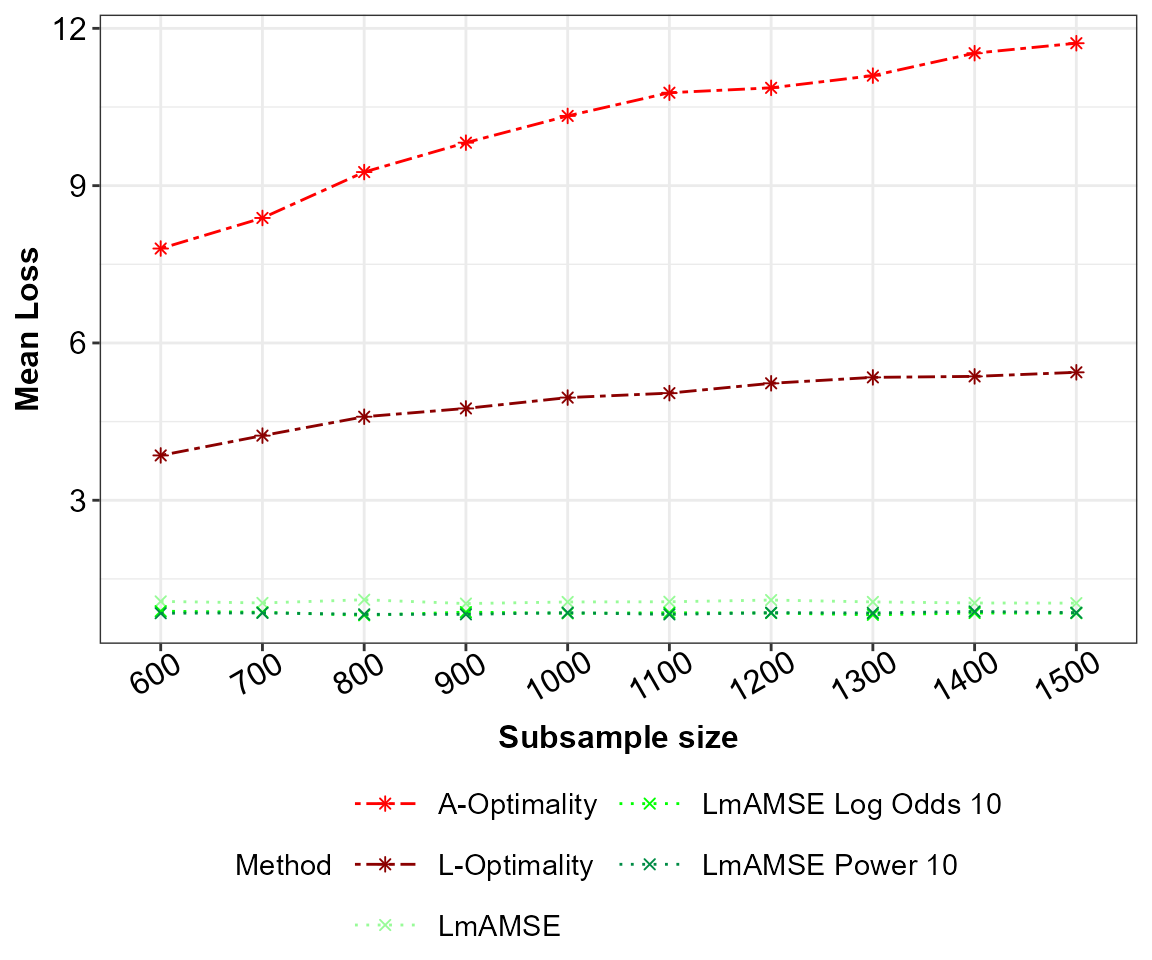 12
9
6
3
Mean Loss
600 700 800 900 1000 1100 1200 1300 1400 1500
Subsample size
Method
A-Optimality
L-Optimality
LmAMSE
LmAMSE Log Odds 10
LmAMSE Power 10